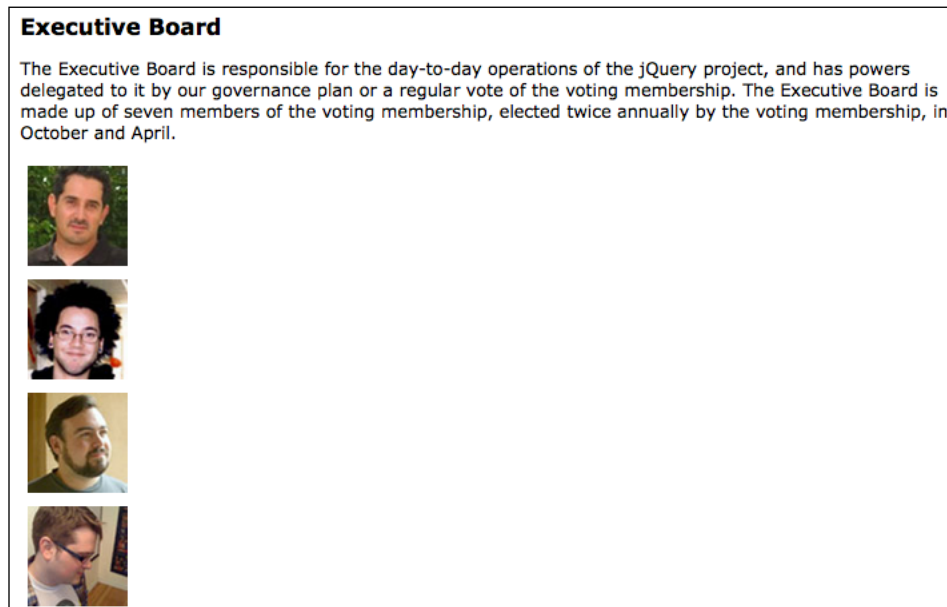 Executive Board
The Executive Board is responsible for the day-to-day operations of the jQuery project, and has powers
delegated to it by our governance plan or a regular vote of the voting membership. The Executive Board is
made up of seven members of the voting membership, elected twice annually by the voting membership, in
October and April.